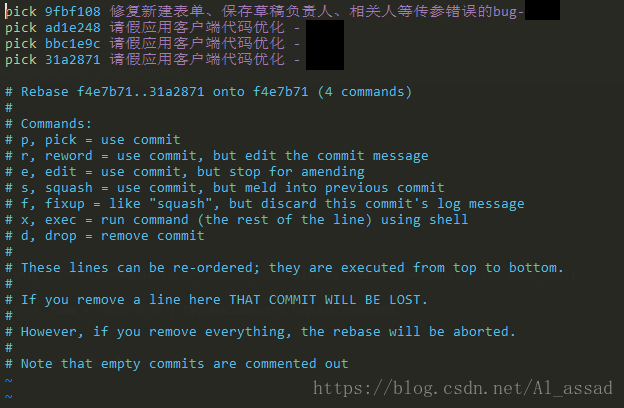 pick 9fbf108 修复新建表单、保存草稿负责人、相关人等传参错误的bug-
pick ad1e248 请假应用客户端代码优化 -
pick bbc1e9c 请假应用客户端代码优化 -
pick 31a2871 请假应用客户端代码优化 -
# Rebase f4e7b71..31a2871 onto f4e7b71 (4 commands)
#
# Commands:
# p, pick = use commit
# r, reword = use commit, but edit the commit message
# e, edit = use commit, but stop for amending
# s, squash = use commit, but meld into previous commit
# f, fixup = like "squash", but discard this commit's log message
# x, exec = run command (the rest of the line) using shell
# d, drop = remove commit
#
# These lines can be re-ordered; they are executed from top to bottom.
#
# If you remove a line here THAT COMMIT WILL BE LOST.
#
# However, if you remove everything, the rebase will be aborted.
#
# Note that empty commits are commented out
~
~
https://blog.csdn.net/Al_assad